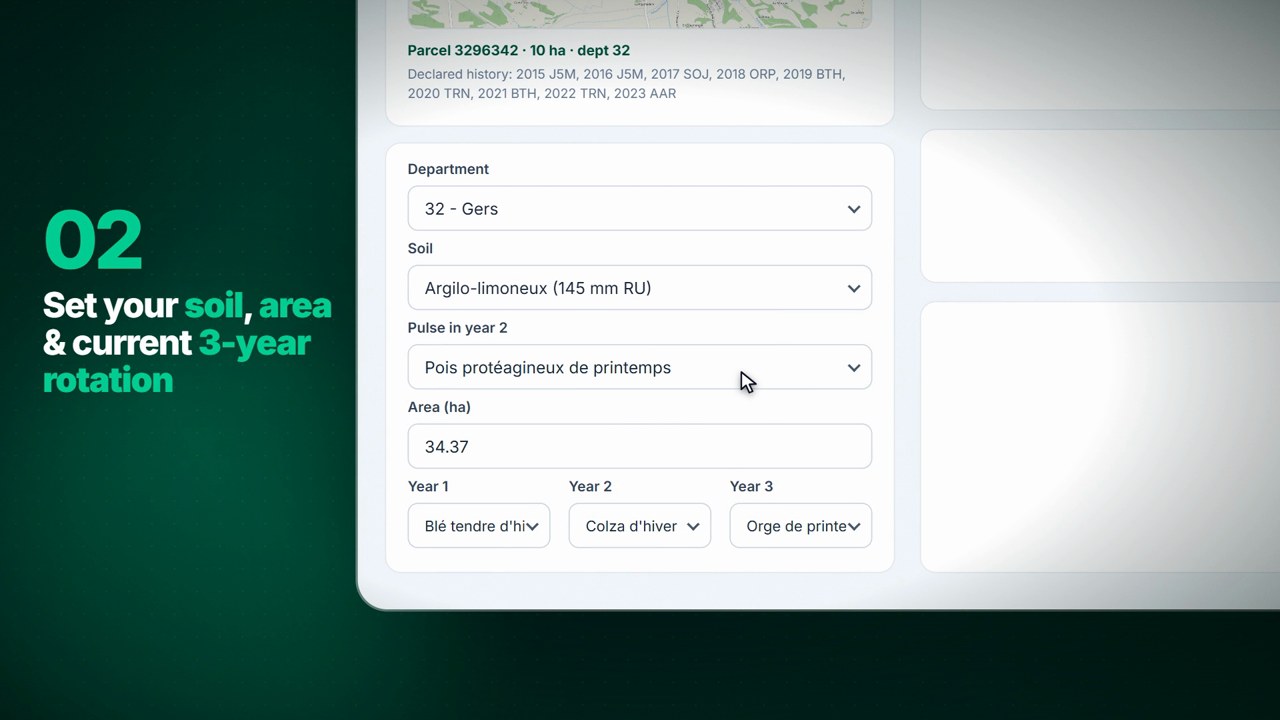 02
Set your soil, area
& current 3-year
rotation
Parcel 3296342 · 10 ha · dept 32
Declared history: 2015 J5M, 2016 J5M, 2017 SOJ, 2018 ORP, 2019 BTH,
2020 TRN, 2021 BTH, 2022 TRN, 2023 AAR
Department
32 - Gers
Soil
Argilo-limoneux (145 mm RU)
Pulse in year 2
Pois protéagineux de printemps
Area (ha)
34.37
Year 1 Year 2 Year 3
Blé tendre d'hi Colza d'hiver Orge de printe